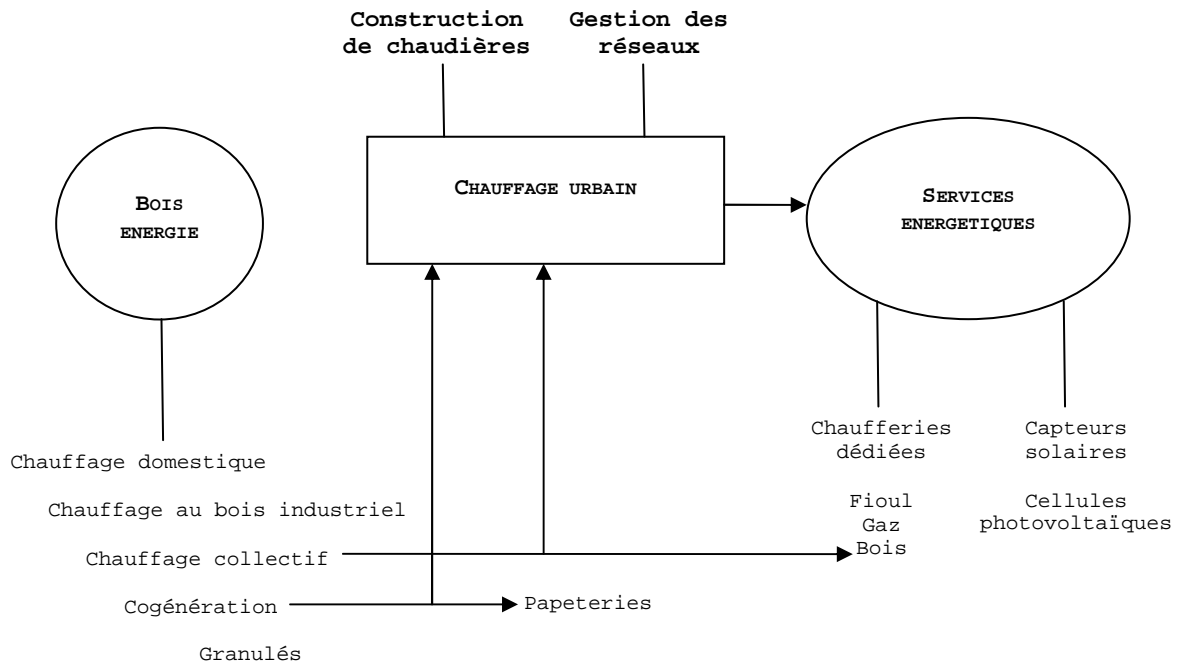 Construction
de chaudières
Gestion des
réseaux
BOIS
ENERGIE
CHAUFFAGE URBAIN
SERVICES
ENERGETIQUES
Chauffage domestique
Chauffage au bois industriel
Chauffage collectif
Cogénération
Granulés
Papeteries
Chaufferies
dédiées
Fioul
Gaz
Bois
Capteurs
solaires
Cellules
photovoltaïques